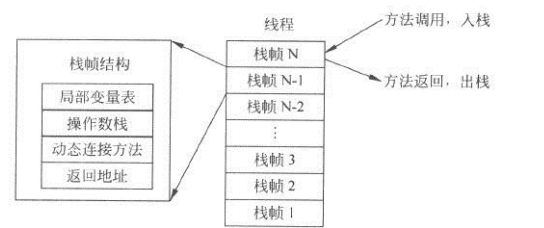 线程
方法调用，入栈
栈帧结构
栈帧 N
栈帧 N-1
方法返回，出栈
局部变量表
栈帧 N-2
操作数栈
⋮
动态连接方法
栈帧 3
返回地址
栈帧 2
栈帧 1